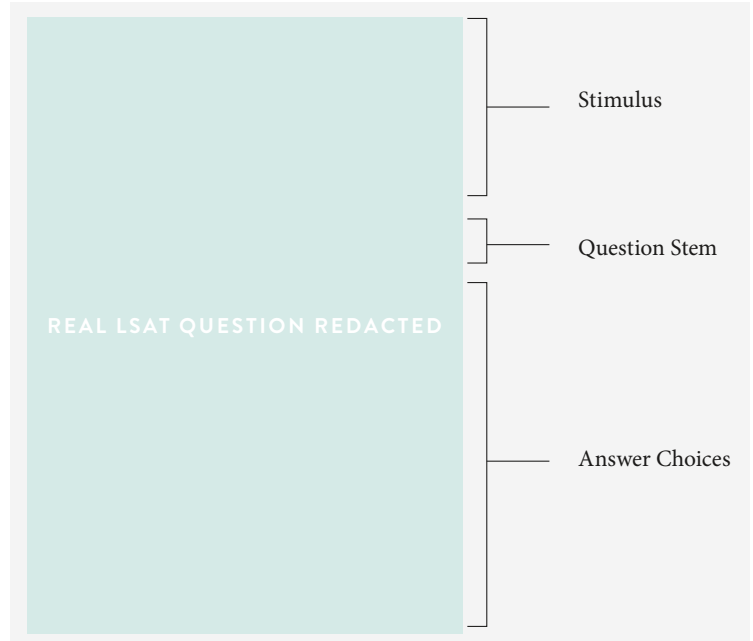 Stimulus
Question Stem
REAL LSAT QUESTION REDACTED
Answer Choices